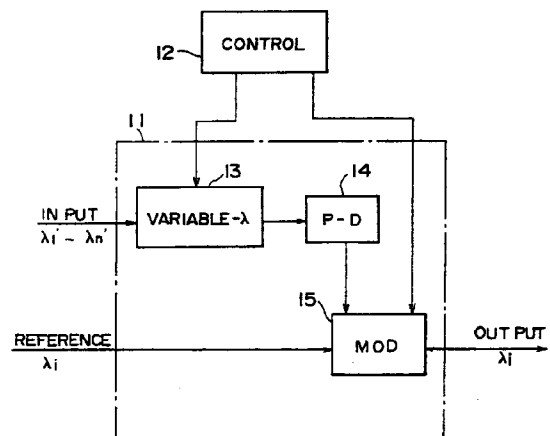 CONTROL
12
11
13
14
IN PUT
λ1' ~ λn'
VARIABLE-λ
P-D
15
REFERENCE
λi
MOD
OUT PUT
λj